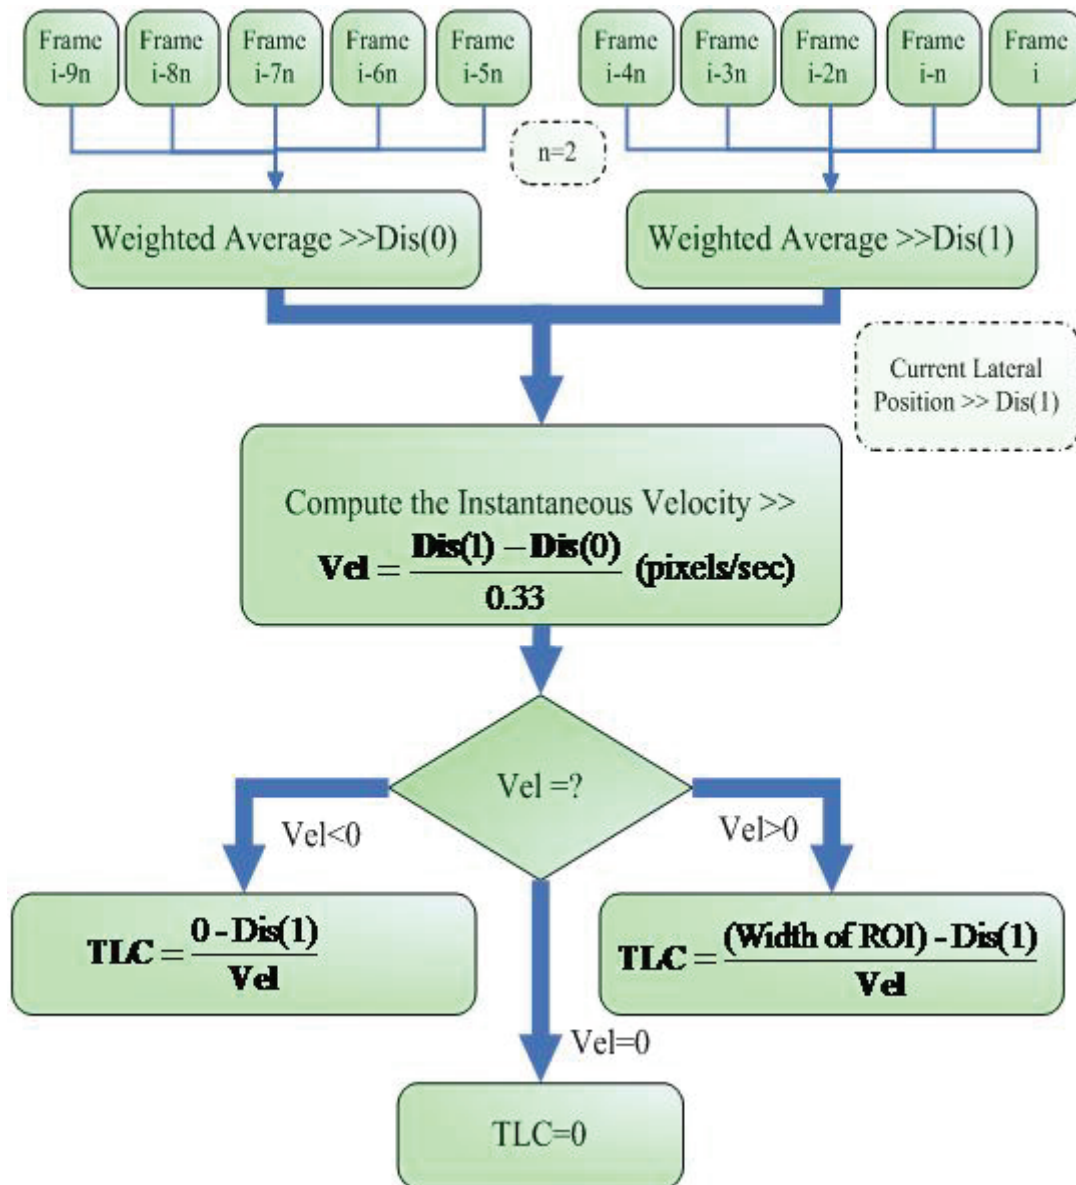 Frame
i-9n
Frame
i-8n
Frame
i-7n
Frame
i-6n
Frame
i-5n
Frame
i-4n
Frame
i-3n
Frame
i-2n
Frame
i-n
Frame
i
n=2
Weighted Average >>Dis(0)
Weighted Average >>Dis(1)
Current Lateral
Position >> Dis(1)
Compute the Instantaneous Velocity >>
Vel = Dis(1) – Dis(0) / 0.33 (pixels/sec)
Vel =?
Vel<0
Vel>0
TLC = 0 - Dis(1) / Vel
TLC = (Width of ROI) - Dis(1) / Vel
Vel=0
TLC=0